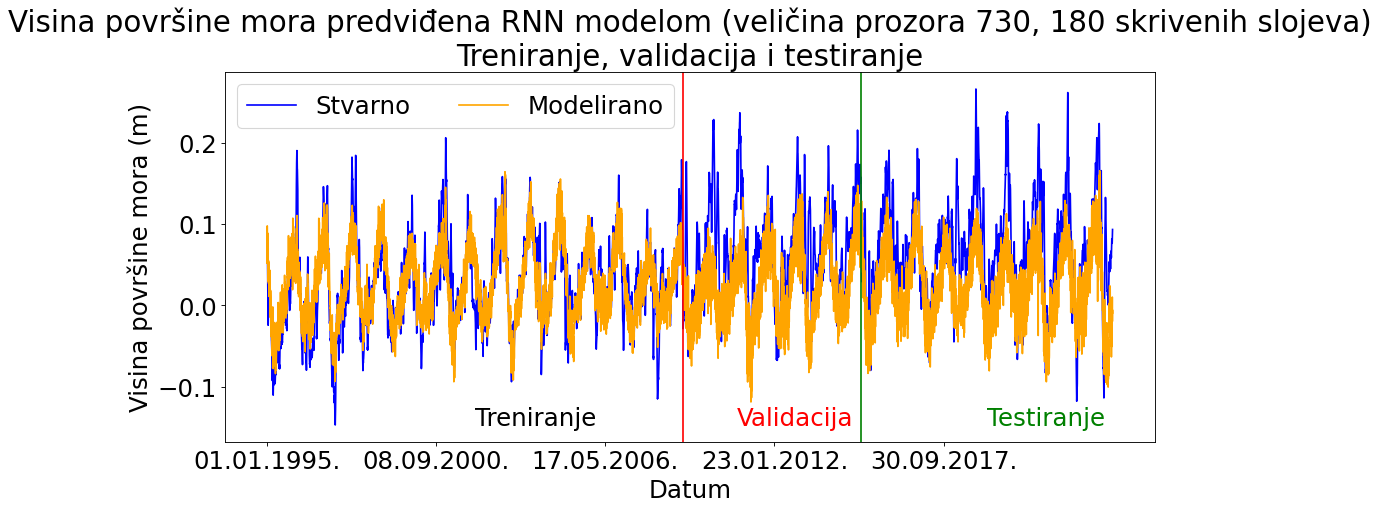 Visina površine mora predviđena RNN modelom (veličina prozora 730, 180 skrivenih slojeva)
Treniranje, validacija i testiranje
Stvarno
Modelirano
Visina površine mora (m)
0.2
0.1
0.0
−0.1
Treniranje
Validacija
Testiranje
01.01.1995.
08.09.2000.
17.05.2006.
23.01.2012.
30.09.2017.
Datum